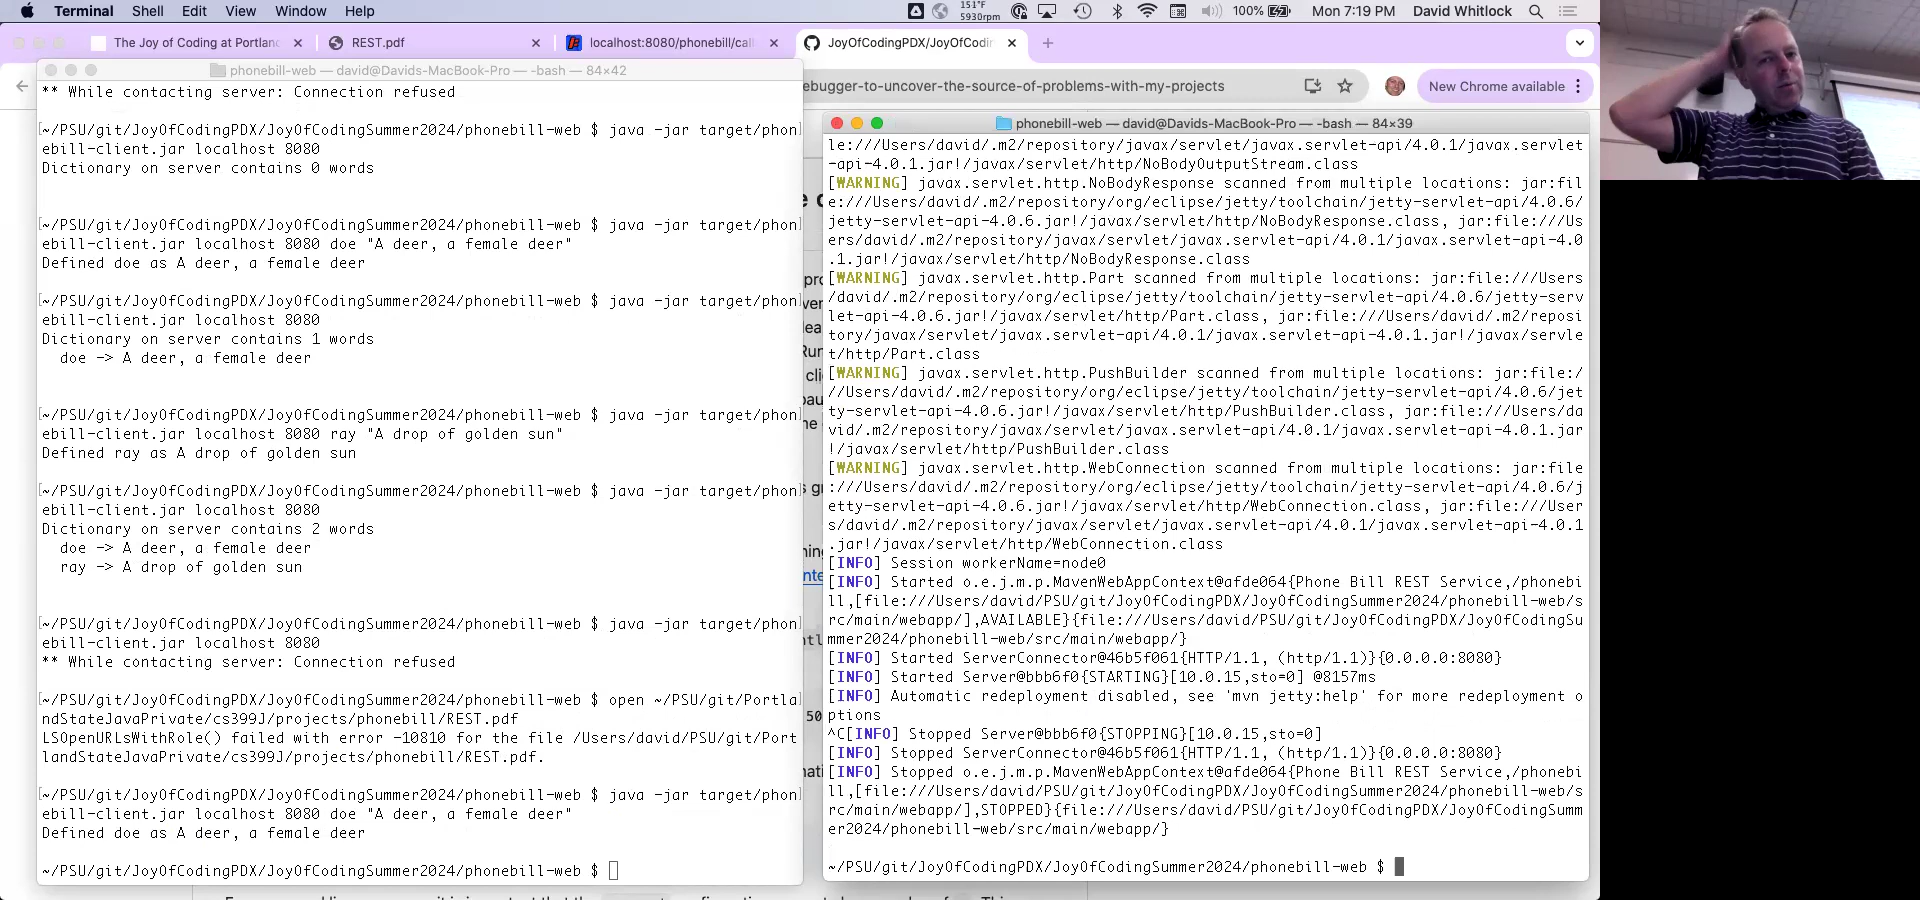 Terminal Shell Edit View Window Help
151°F
5930rpm
100% Mon 7:19 PM David Whitlock
The Joy of Coding at Portlan
REST.pdf
localhost:8080/phonebill/call
JoyOfCodingPDX/JoyOfCodin
ebugger-to-uncover-the-source-of-problems-with-my-projects
New Chrome available
phonebill-web — david@Davids-MacBook-Pro — -bash — 84×42
** While contacting server: Connection refused
[~/PSU/git/JoyOfCodingPDX/JoyOfCodingSummer2024/phonebill-web $ java -jar target/phon]
ebill-client.jar localhost 8080
Dictionary on server contains 0 words
[~/PSU/git/JoyOfCodingPDX/JoyOfCodingSummer2024/phonebill-web $ java -jar target/phon]
ebill-client.jar localhost 8080 doe "A deer, a female deer"
Defined doe as A deer, a female deer
[~/PSU/git/JoyOfCodingPDX/JoyOfCodingSummer2024/phonebill-web $ java -jar target/phon]
ebill-client.jar localhost 8080
Dictionary on server contains 1 words
doe -> A deer, a female deer
[~/PSU/git/JoyOfCodingPDX/JoyOfCodingSummer2024/phonebill-web $ java -jar target/phon]
ebill-client.jar localhost 8080 ray "A drop of golden sun"
Defined ray as A drop of golden sun
[~/PSU/git/JoyOfCodingPDX/JoyOfCodingSummer2024/phonebill-web $ java -jar target/phon]
ebill-client.jar localhost 8080
Dictionary on server contains 2 words
doe -> A deer, a female deer
ray -> A drop of golden sun
[~/PSU/git/JoyOfCodingPDX/JoyOfCodingSummer2024/phonebill-web $ java -jar target/phon]
ebill-client.jar localhost 8080
** While contacting server: Connection refused
[~/PSU/git/JoyOfCodingPDX/JoyOfCodingSummer2024/phonebill-web $ open ~/PSU/git/Portla]
ndStateJavaPrivate/cs399J/projects/phonebill/REST.pdf
LSOpenURLsWithRole() failed with error -10810 for the file /Users/david/PSU/git/Port
landStateJavaPrivate/cs399J/projects/phonebill/REST.pdf.
[~/PSU/git/JoyOfCodingPDX/JoyOfCodingSummer2024/phonebill-web $ java -jar target/phon]
ebill-client.jar localhost 8080 doe "A deer, a female deer"
Defined doe as A deer, a female deer
~/PSU/git/JoyOfCodingPDX/JoyOfCodingSummer2024/phonebill-web $
phonebill-web — david@Davids-MacBook-Pro — -bash — 84×39
le:///Users/david/.m2/repository/javax/servlet/javax.servlet-api/4.0.1/javax.servlet
-api-4.0.1.jar!/javax/servlet/http/NoBodyOutputStream.class
[WARNING] javax.servlet.http.NoBodyResponse scanned from multiple locations: jar:fil
e:///Users/david/.m2/repository/org/eclipse/jetty/toolchain/jetty-servlet-api/4.0.6/
jetty-servlet-api-4.0.6.jar!/javax/servlet/http/NoBodyResponse.class, jar:file:///Us
ers/david/.m2/repository/javax/servlet/javax.servlet-api/4.0.1/javax.servlet-api-4.0
.1.jar!/javax/servlet/http/NoBodyResponse.class
[WARNING] javax.servlet.http.Part scanned from multiple locations: jar:file:///Users
/david/.m2/repository/org/eclipse/jetty/toolchain/jetty-servlet-api/4.0.6/jetty-serv
let-api-4.0.6.jar!/javax/servlet/http/Part.class, jar:file:///Users/david/.m2/reposi
tory/javax/servlet/javax.servlet-api/4.0.1/javax.servlet-api-4.0.1.jar!/javax/servle
t/http/Part.class
[WARNING] javax.servlet.http.PushBuilder scanned from multiple locations: jar:file:/
//Users/david/.m2/repository/org/eclipse/jetty/toolchain/jetty-servlet-api/4.0.6/jet
ty-servlet-api-4.0.6.jar!/javax/servlet/http/PushBuilder.class, jar:file:///Users/da
vid/.m2/repository/javax/servlet/javax.servlet-api/4.0.1/javax.servlet-api-4.0.1.jar
!/javax/servlet/http/PushBuilder.class
[WARNING] javax.servlet.http.WebConnection scanned from multiple locations: jar:file
:///Users/david/.m2/repository/org/eclipse/jetty/toolchain/jetty-servlet-api/4.0.6/j
etty-servlet-api-4.0.6.jar!/javax/servlet/http/WebConnection.class, jar:file:///User
s/david/.m2/repository/javax/servlet/javax.servlet-api/4.0.1/javax.servlet-api-4.0.1
.jar!/javax/servlet/http/WebConnection.class
[INFO] Session workerName=node0
[INFO] Started o.e.j.m.p.MavenWebAppContext@afde064{Phone Bill REST Service,/phonebi
ll,[file:///Users/david/PSU/git/JoyOfCodingPDX/JoyOfCodingSummer2024/phonebill-web/s
rc/main/webapp/],AVAILABLE}{file:///Users/david/PSU/git/JoyOfCodingPDX/JoyOfCodingSu
mmer2024/phonebill-web/src/main/webapp/}
[INFO] Started ServerConnector@46b5f061{HTTP/1.1, (http/1.1)}{0.0.0.0:8080}
[INFO] Started Server@bbb6f0{STARTING}[10.0.15,sto=0] @8157ms
[INFO] Automatic redeployment disabled, see 'mvn jetty:help' for more redeployment o
ptions
^C[INFO] Stopped Server@bbb6f0{STOPPING}[10.0.15,sto=0]
[INFO] Stopped ServerConnector@46b5f061{HTTP/1.1, (http/1.1)}{0.0.0.0:8080}
[INFO] Stopped o.e.j.m.p.MavenWebAppContext@afde064{Phone Bill REST Service,/phonebi
ll,[file:///Users/david/PSU/git/JoyOfCodingPDX/JoyOfCodingSummer2024/phonebill-web/s
rc/main/webapp/],STOPPED}{file:///Users/david/PSU/git/JoyOfCodingPDX/JoyOfCodingSumm
er2024/phonebill-web/src/main/webapp/}
~/PSU/git/JoyOfCodingPDX/JoyOfCodingSummer2024/phonebill-web $